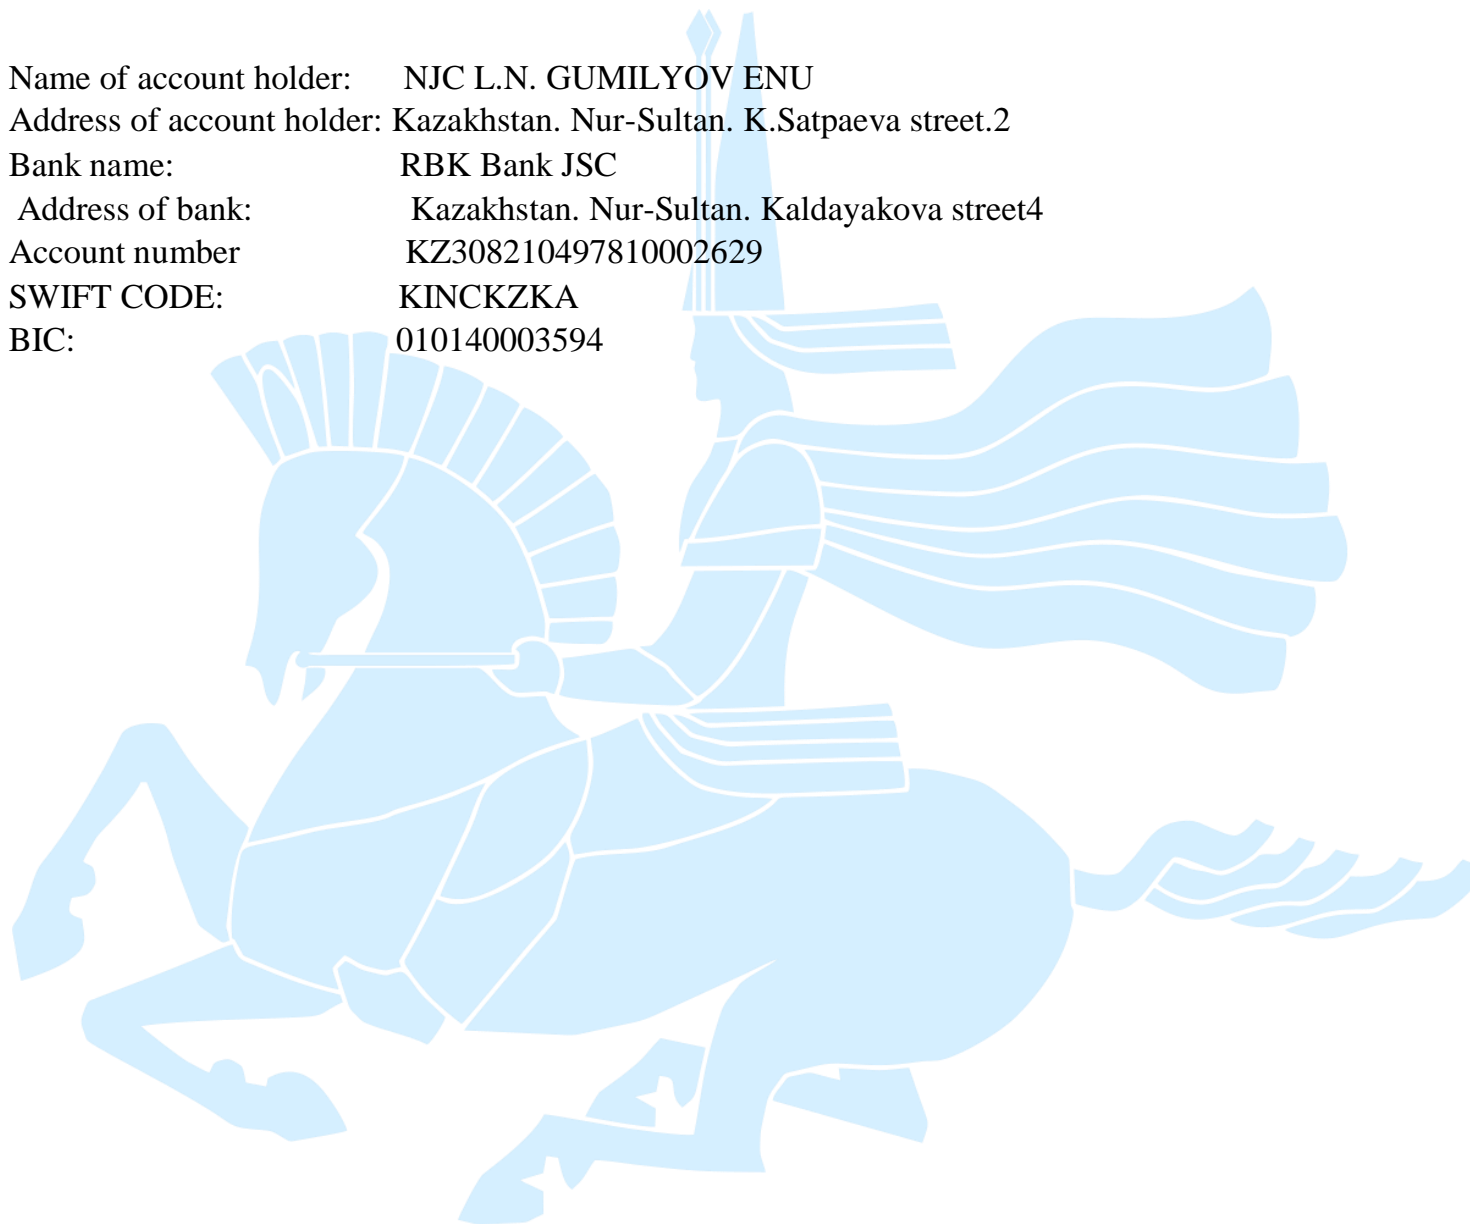 Name of account holder: NJC L.N. GUMILYOV ENU
Address of account holder: Kazakhstan. Nur-Sultan. K.Satpaeva street.2
Bank name: RBK Bank JSC
Address of bank: Kazakhstan. Nur-Sultan. Kaldayakova street4
Account number KZ308210497810002629
SWIFT CODE: KINCKZKA
BIC: 010140003594